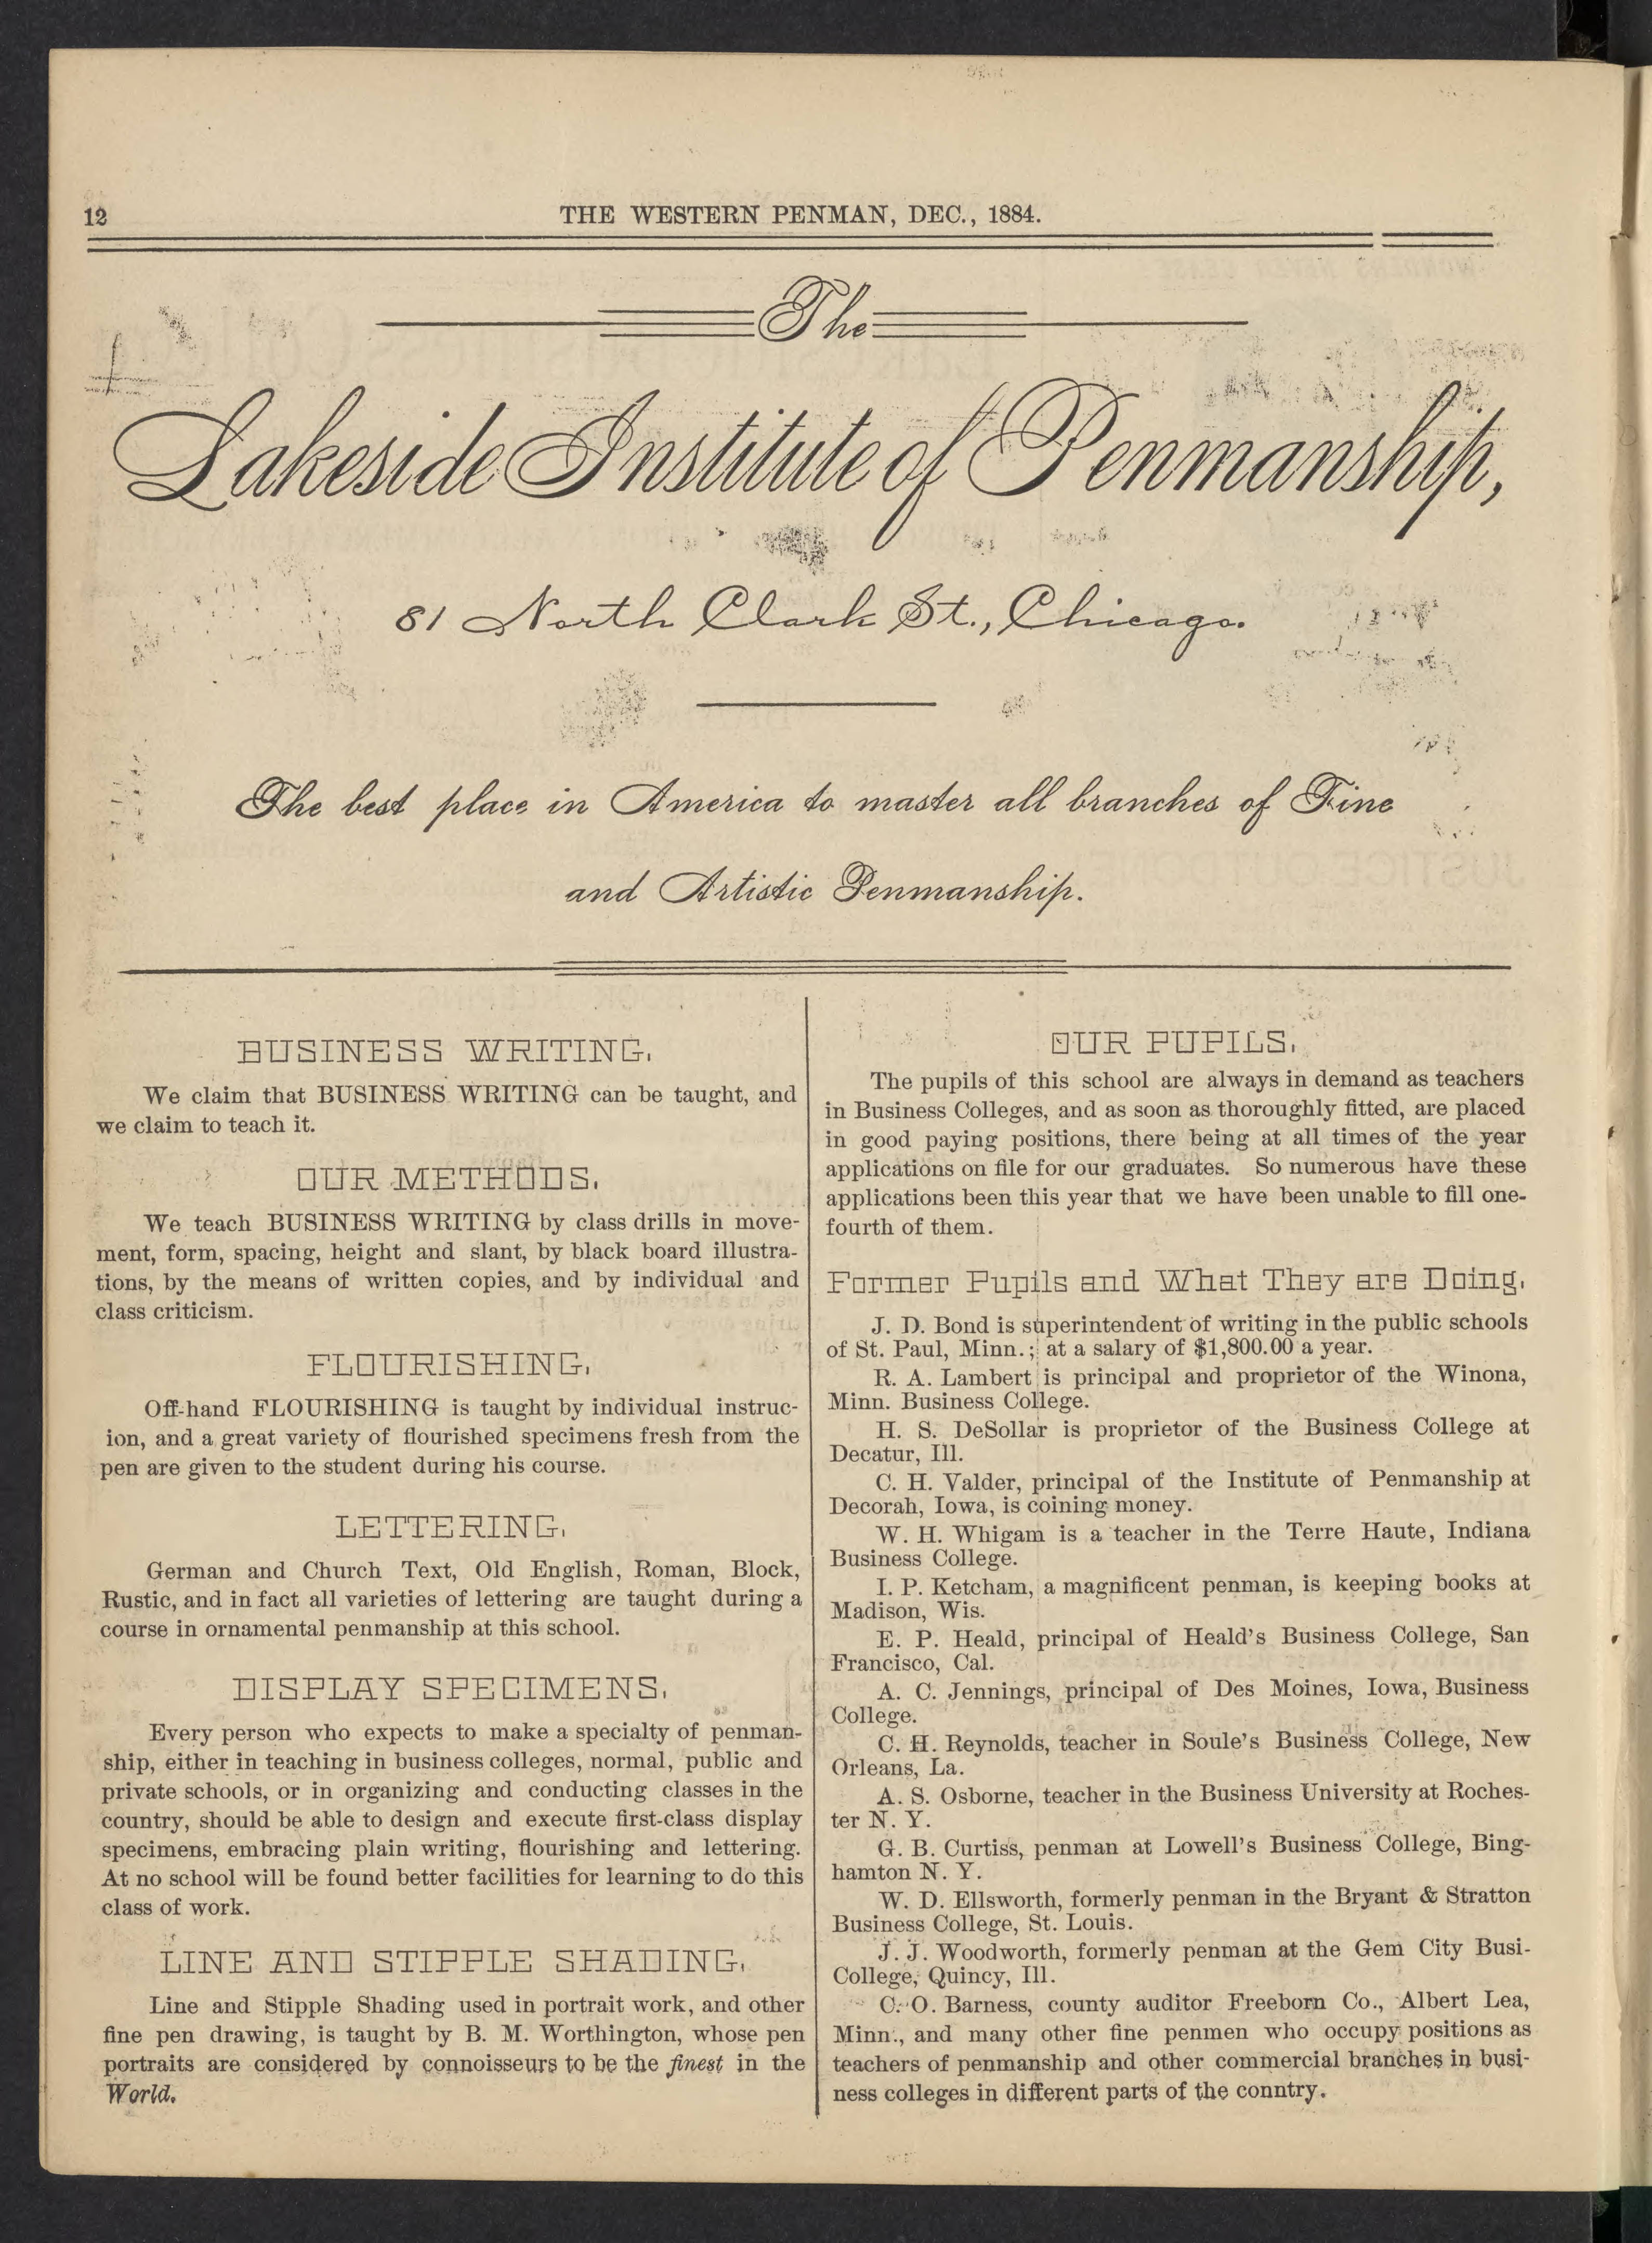 12
THE WESTERN PENMAN, DEC., 1884.
The
Lakeside Institute of Penmanship,
81 North Clark St., Chicago.
The best place in America to master all branches of Fine
and Artistic Penmanship.
BUSINESS WRITING.
We claim that BUSINESS WRITING can be taught, and
we claim to teach it.
OUR METHODS.
We teach BUSINESS WRITING by class drills in move-
ment, form, spacing, height and slant, by black board illustra-
tions, by the means of written copies, and by individual and
class criticism.
FLOURISHING.
Off-hand FLOURISHING is taught by individual instruc-
ion, and a great variety of flourished specimens fresh from the
pen are given to the student during his course.
LETTERING.
German and Church Text, Old English, Roman, Block,
Rustic, and in fact all varieties of lettering are taught during a
course in ornamental penmanship at this school.
DISPLAY SPECIMENS.
Every person who expects to make a specialty of penman-
ship, either in teaching in business colleges, normal, public and
private schools, or in organizing and conducting classes in the
country, should be able to design and execute first-class display
specimens, embracing plain writing, flourishing and lettering.
At no school will be found better facilities for learning to do this
class of work.
LINE AND STIPPLE SHADING.
Line and Stipple Shading used in portrait work, and other
fine pen drawing, is taught by B. M. Worthington, whose pen
portraits are considered by connoisseurs to be the finest in the
World.
OUR PUPILS.
The pupils of this school are always in demand as teachers
in Business Colleges, and as soon as thoroughly fitted, are placed
in good paying positions, there being at all times of the year
applications on file for our graduates. So numerous have these
applications been this year that we have been unable to fill one-
fourth of them.
Former Pupils and What They are Doing.
J. D. Bond is superintendent of writing in the public schools
of St. Paul, Minn.; at a salary of $1,800.00 a year.
R. A. Lambert is principal and proprietor of the Winona,
Minn. Business College.
H. S. DeSollar is proprietor of the Business College at
Decatur, Ill.
C. H. Valder, principal of the Institute of Penmanship at
Decorah, Iowa, is coining money.
W. H. Whigam is a teacher in the Terre Haute, Indiana
Business College.
I. P. Ketcham, a magnificent penman, is keeping books at
Madison, Wis.
E. P. Heald, principal of Heald's Business College, San
Francisco, Cal.
A. C. Jennings, principal of Des Moines, Iowa, Business
College.
C. H. Reynolds, teacher in Soule's Business College, New
Orleans, La.
A. S. Osborne, teacher in the Business University at Roches-
ter N. Y.
G. B. Curtiss, penman at Lowell's Business College, Bing-
hamton N. Y.
W. D. Ellsworth, formerly penman in the Bryant & Stratton
Business College, St. Louis.
J. J. Woodworth, formerly penman at the Gem City Busi-
College, Quincy, Ill.
C. O. Barness, county auditor Freeborn Co., Albert Lea,
Minn., and many other fine penmen who occupy positions as
teachers of penmanship and other commercial branches in busi-
ness colleges in different parts of the conntry.